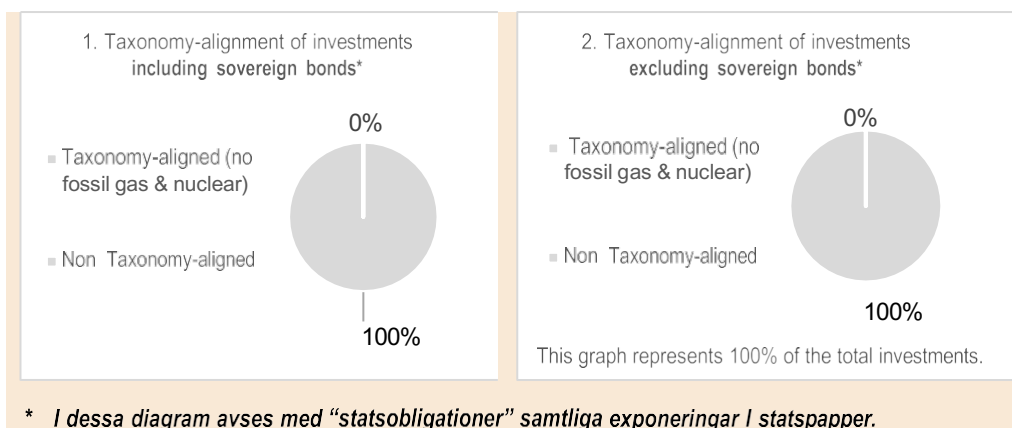 1. Taxonomy-alignment of investments
including sovereign bonds*
0%
Taxonomy-aligned (no
fossil gas & nuclear)
Non Taxonomy-aligned
100%
2. Taxonomy-alignment of investments
excluding sovereign bonds*
0%
Taxonomy-aligned (no
fossil gas & nuclear)
Non Taxonomy-aligned
100%
This graph represents 100% of the total investments.
* I dessa diagram avses med “statsobligationer” samtliga exponeringar I statspapper.